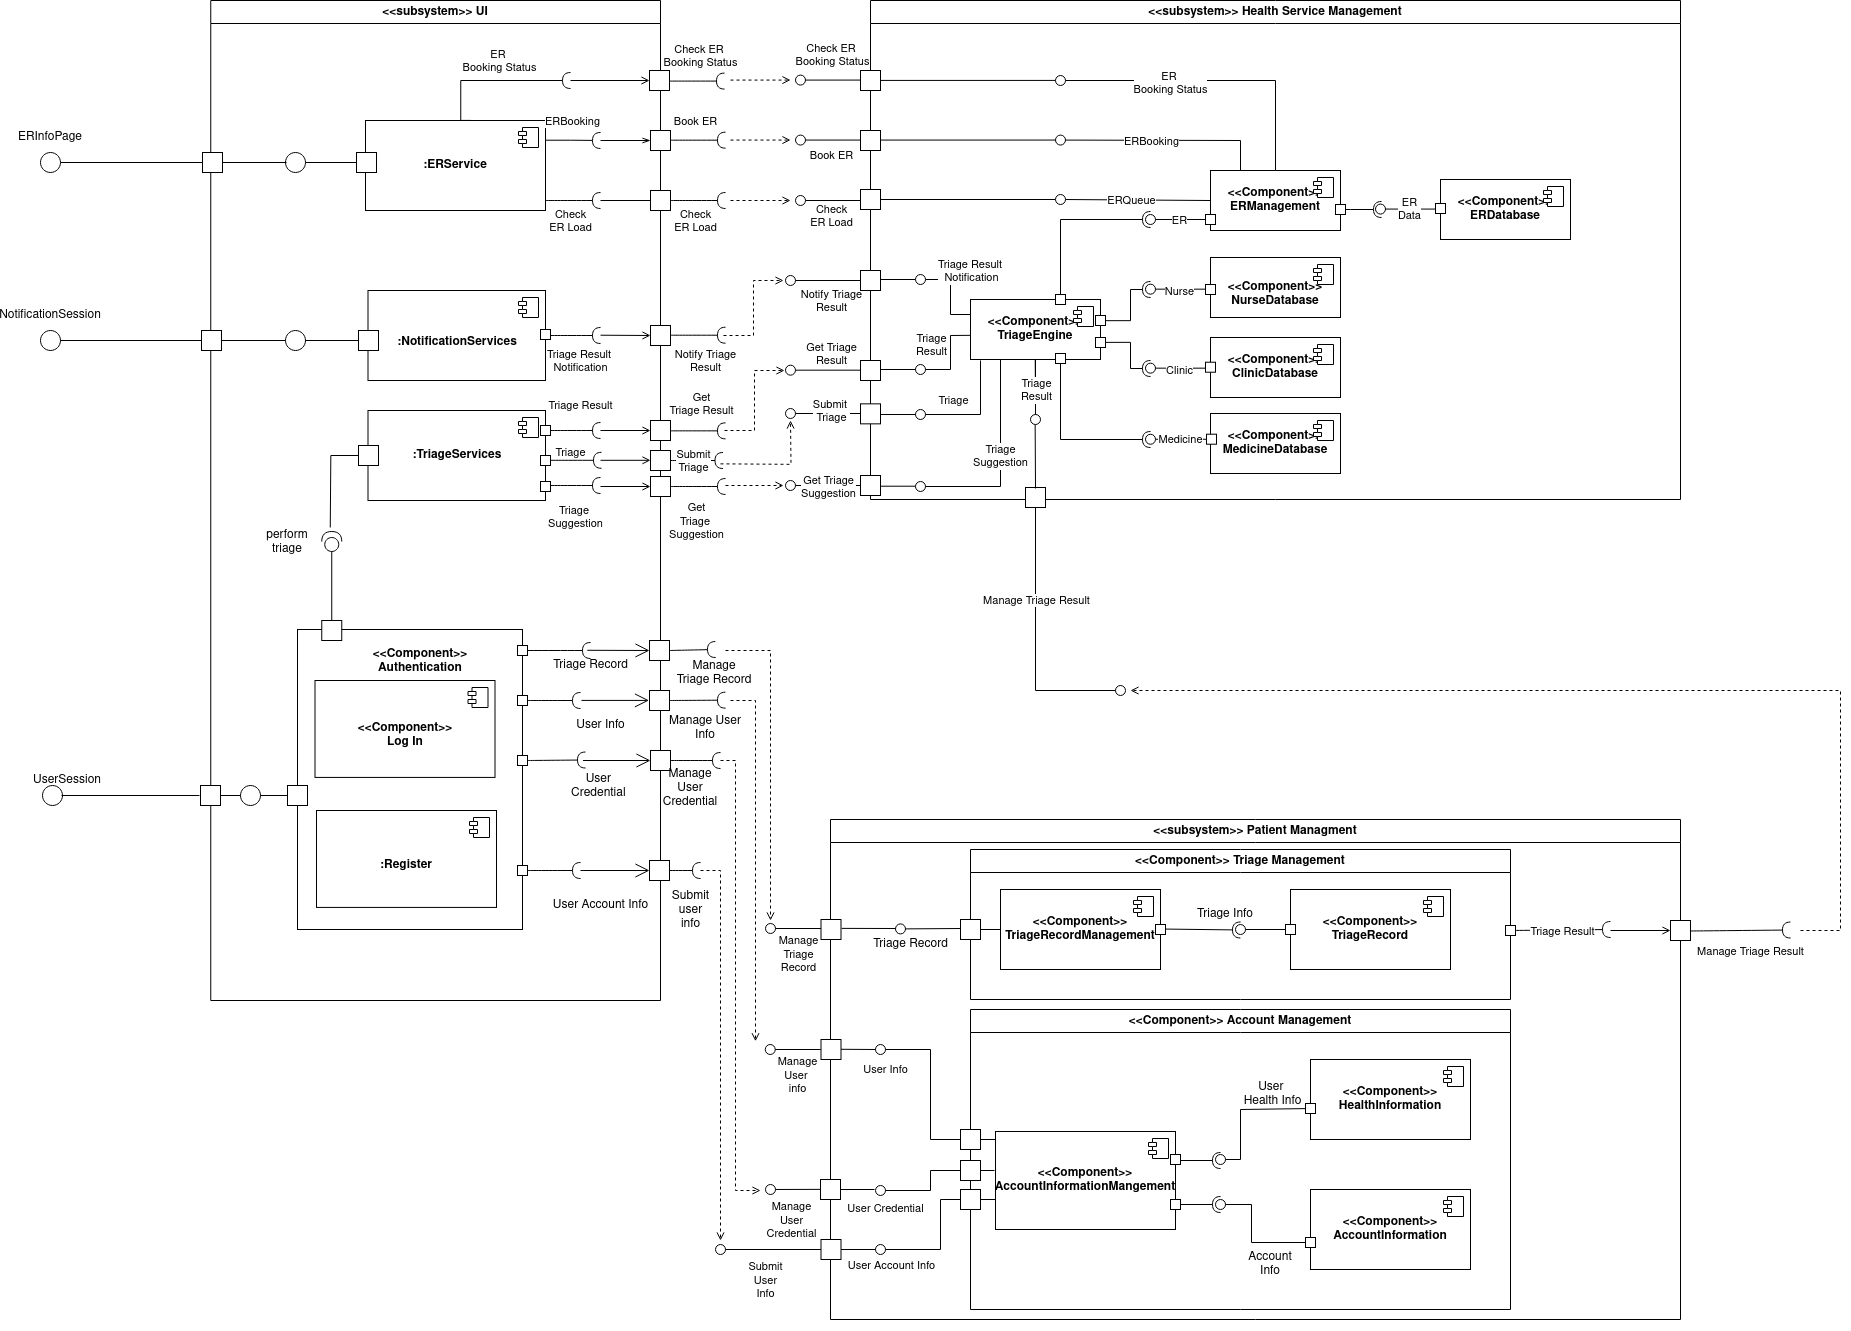 <<subsystem>> UI
<<subsystem>> Health Service Management
ER
Booking Status
Check ER
Booking Status
Check ER
Booking Status
ER
Booking Status
ERInfoPage
ERBooking
Book ER
Book ER
ERBooking
:ERService
Check
ER Load
Check
ER Load
Check
ER Load
ERQueue
ER
<<Component>>
ERManagement
ER
Data
<<Component>>
ERDatabase
NotificationSession
:NotificationServices
Triage Result
Notification
Notify Triage
Result
Notify Triage
Result
Triage Result
Notification
<<Component>>
TriageEngine
Nurse
<<Component>>
NurseDatabase
Clinic
<<Component>>
ClinicDatabase
Medicine
<<Component>>
MedicineDatabase
Get Triage
Result
Triage
Result
Triage
Result
Triage Result
Get
Triage Result
Submit
Triage
Triage
:TriageServices
Triage
Submit
Triage
Triage
Suggestion
Get
Triage
Suggestion
Get Triage
Suggestion
Triage
Suggestion
perform
triage
Manage Triage Result
<<Component>>
Authentication
Triage Record
Manage
Triage Record
<<Component>>
Log In
User Info
Manage User
Info
User
Credential
Manage
User
Credential
UserSession
:Register
User Account Info
Submit
user
info
<<subsystem>> Patient Managment
<<Component>> Triage Management
Manage
Triage
Record
Triage Record
<<Component>>
TriageRecordManagement
Triage Info
<<Component>>
TriageRecord
Triage Result
Manage Triage Result
<<Component>> Account Management
Manage
User
info
User Info
User
Health Info
<<Component>>
HealthInformation
<<Component>>
AccountInformationMangement
Manage
User
Credential
User Credential
<<Component>>
AccountInformation
Account
Info
Submit
User
Info
User Account Info